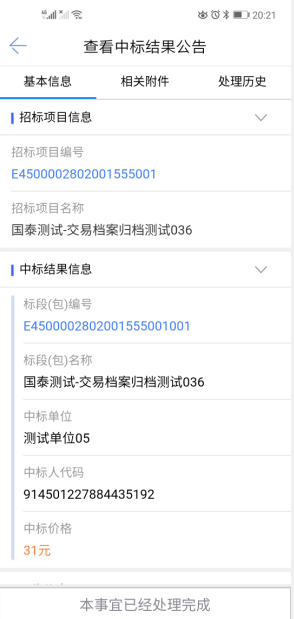 20:21
查看中标结果公告
基本信息 相关附件 处理历史
招标项目信息
招标项目编号
E4500002802001555001
招标项目名称
国泰测试-交易档案归档测试036
中标结果信息
标段(包)编号
E4500002802001555001001
标段(包)名称
国泰测试-交易档案归档测试036
中标单位
测试单位05
中标人代码
914501227884435192
中标价格
31元
本事宜已经处理完成